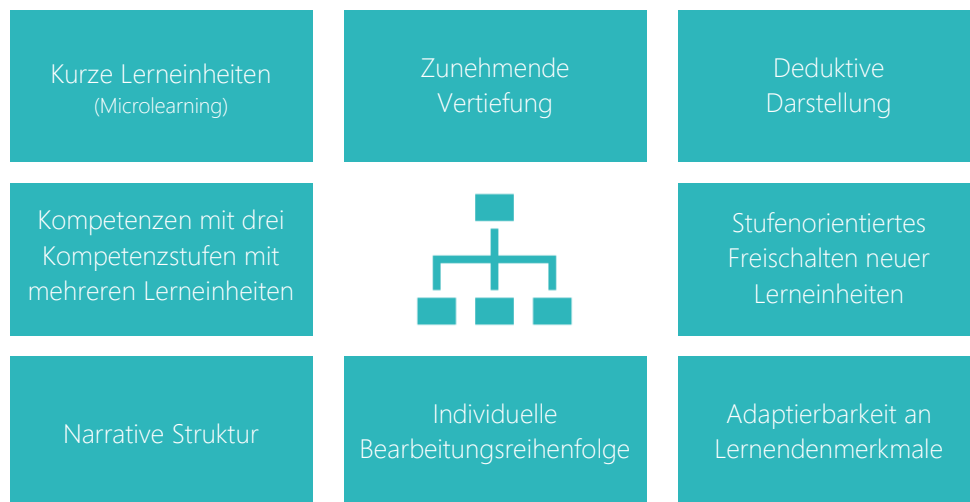 Kurze Lerneinheiten
(Microlearning)
Zunehmende
Vertiefung
Deduktive
Darstellung
Kompetenzen mit drei
Kompetenzstufen mit
mehreren Lerneinheiten
Stufenorientiertes
Freischalten neuer
Lerneinheiten
Narrative Struktur
Individuelle
Bearbeitungsreihenfolge
Adaptierbarkeit an
Lernendenmerkmale